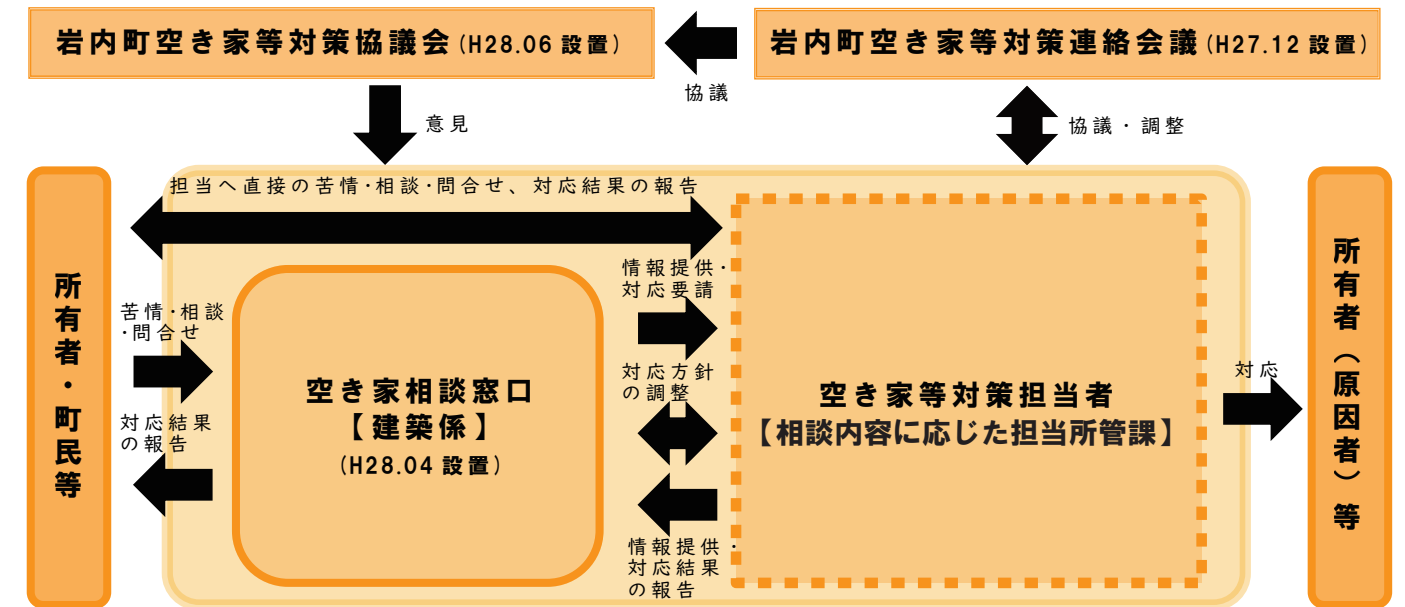 岩内町空き家等対策協議会(H28.06 設置)
岩内町空き家等対策連絡会議(H27.12 設置)
協議
意見
協議・調整
担当へ直接の苦情・相談・問合せ、対応結果の報告
所有者・町民等
苦情・相談
・問合せ
対応結果
の報告
空き家相談窓口
【建築係】
(H28.04 設置)
情報提供・
対応要請
対応方針
の調整
情報提供・
対応結果
の報告
空き家等対策担当者
【相談内容に応じた担当所管課】
対応
所有者(原因者)等